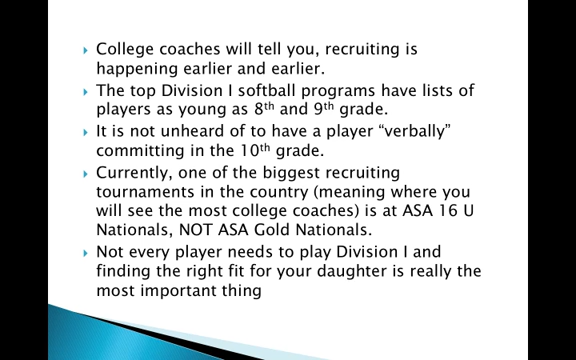 College coaches will tell you, recruiting is
happening earlier and earlier.
The top Division I softball programs have lists of
players as young as 8th and 9th grade.
It is not unheard of to have a player “verbally”
committing in the 10th grade.
Currently, one of the biggest recruiting
tournaments in the country (meaning where you
will see the most college coaches) is at ASA 16 U
Nationals, NOT ASA Gold Nationals.
Not every player needs to play Division I and
finding the right fit for your daughter is really the
most important thing